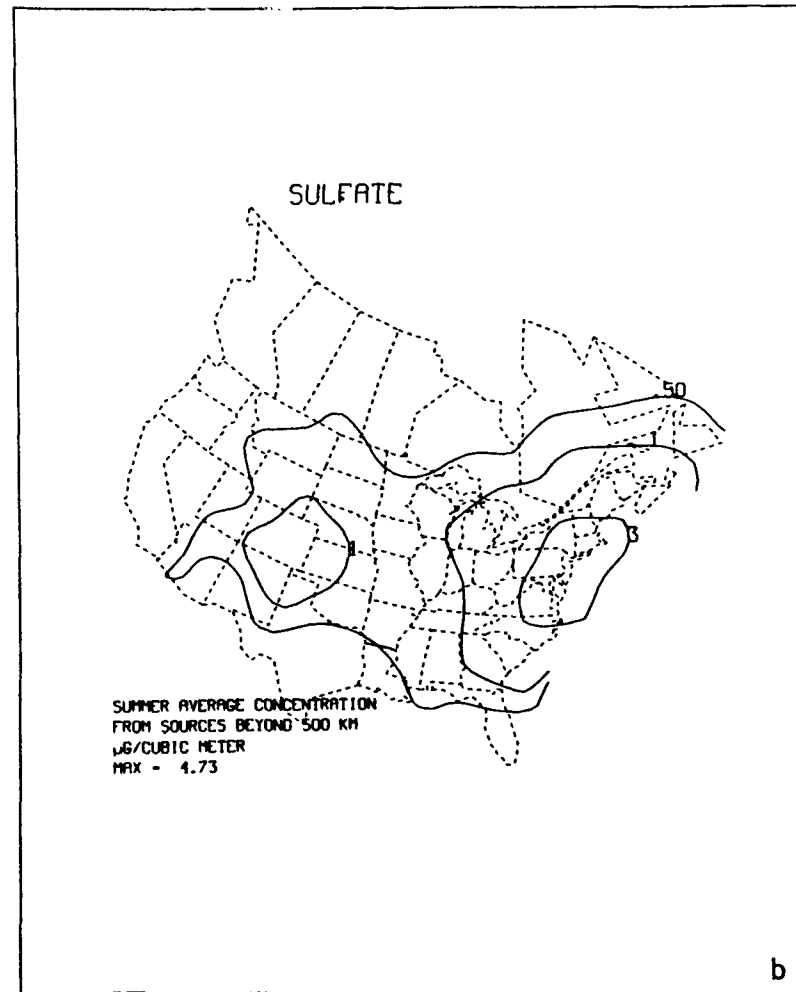 SULFATE
50
1
1
3
SUMMER AVERAGE CONCENTRATION
FROM SOURCES BEYOND 500 KM
µG/CUBIC METER
MAX - 4.73
b